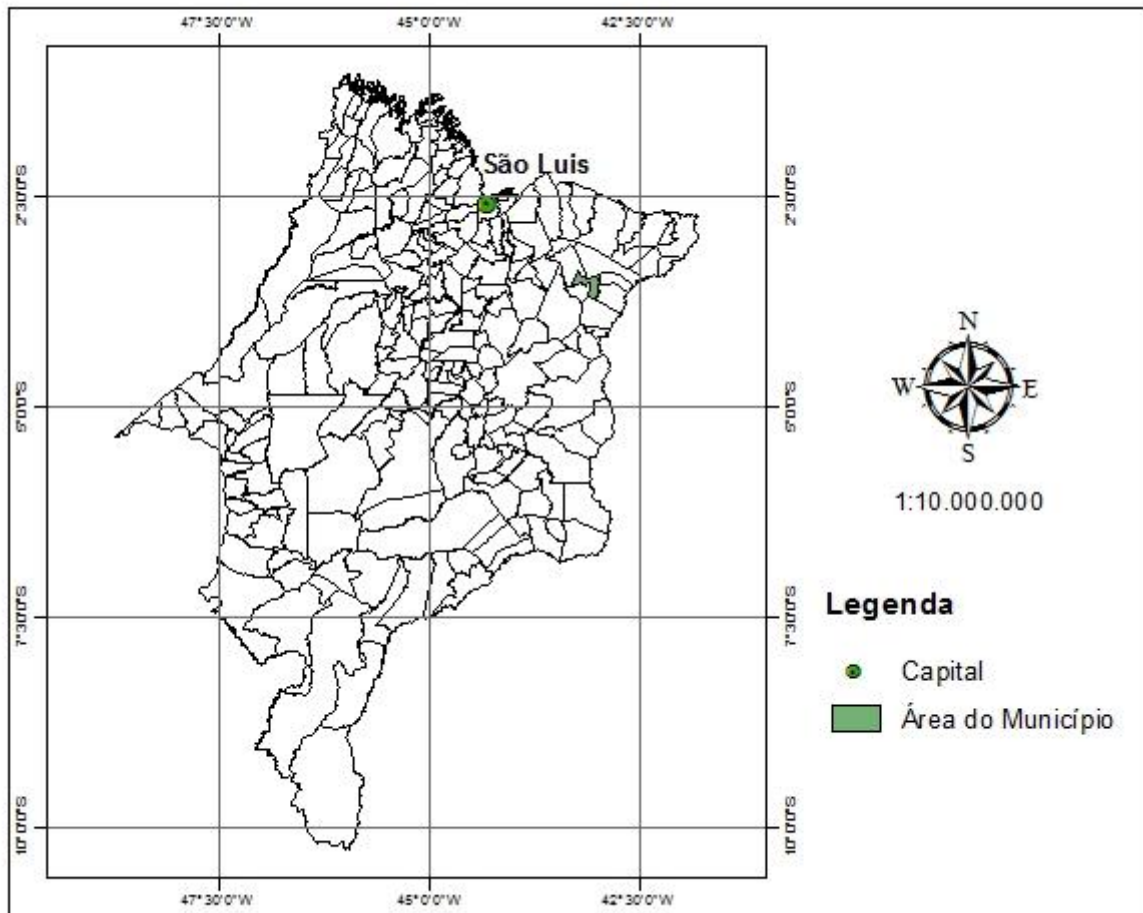 47°30'0"W 45°0'0"W 42°30'0"W
São Luis
2°30'0"S 2°30'0"S
5°0'0"S 5°0'0"S
7°30'0"S 7°30'0"S
10°0'0"S 10°0'0"S
47°30'0"W 45°0'0"W 42°30'0"W
N
W E
S
1:10.000.000
Legenda
Capital
Área do Município